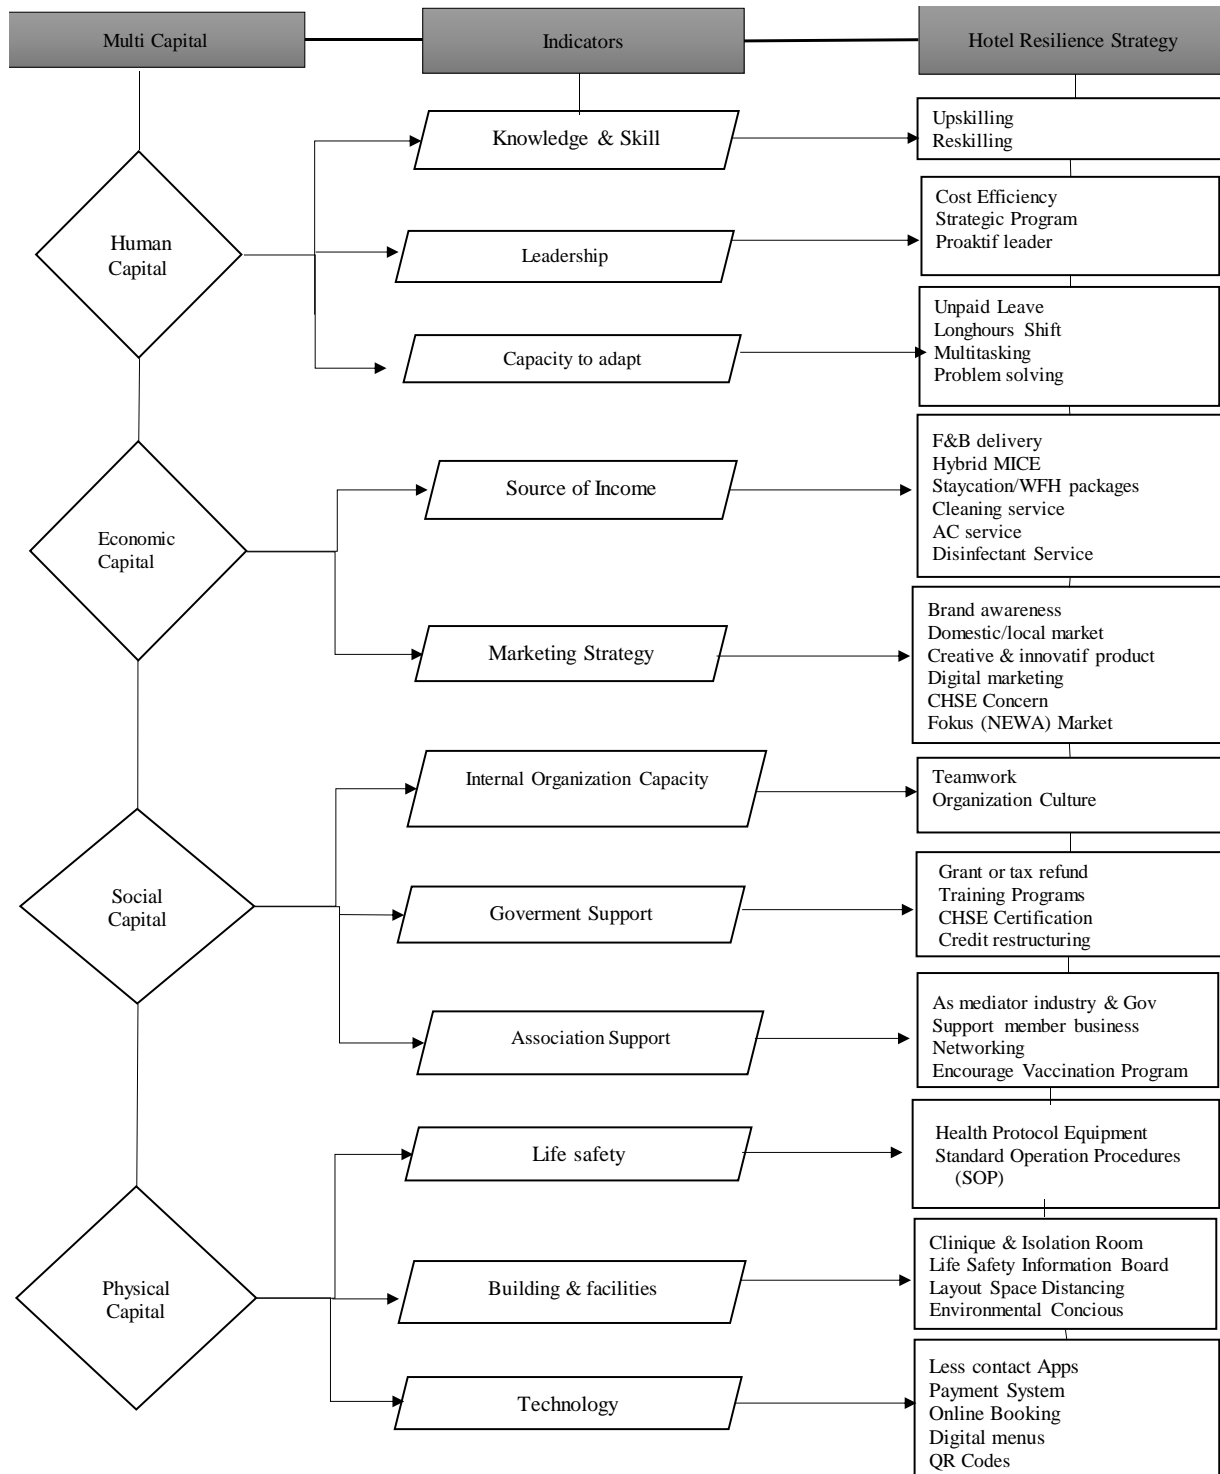 Multi Capital
Indicators
Hotel Resilience Strategy
Human
Capital
Knowledge & Skill
Upskilling
Reskilling
Leadership
Cost Efficiency
Strategic Program
Proaktif leader
Capacity to adapt
Unpaid Leave
Longhours Shift
Multitasking
Problem solving
Economic
Capital
Source of Income
F&B delivery
Hybrid MICE
Staycation/WFH packages
Cleaning service
AC service
Disinfectant Service
Marketing Strategy
Brand awareness
Domestic/local market
Creative & innovatif product
Digital marketing
CHSE Concern
Fokus (NEWA) Market
Social
Capital
Internal Organization Capacity
Teamwork
Organization Culture
Goverment Support
Grant or tax refund
Training Programs
CHSE Certification
Credit restructuring
Association Support
As mediator industry & Gov
Support member business
Networking
Encourage Vaccination Program
Physical
Capital
Life safety
Health Protocol Equipment
Standard Operation Procedures
(SOP)
Building & facilities
Clinique & Isolation Room
Life Safety Information Board
Layout Space Distancing
Environmental Concious
Technology
Less contact Apps
Payment System
Online Booking
Digital menus
QR Codes